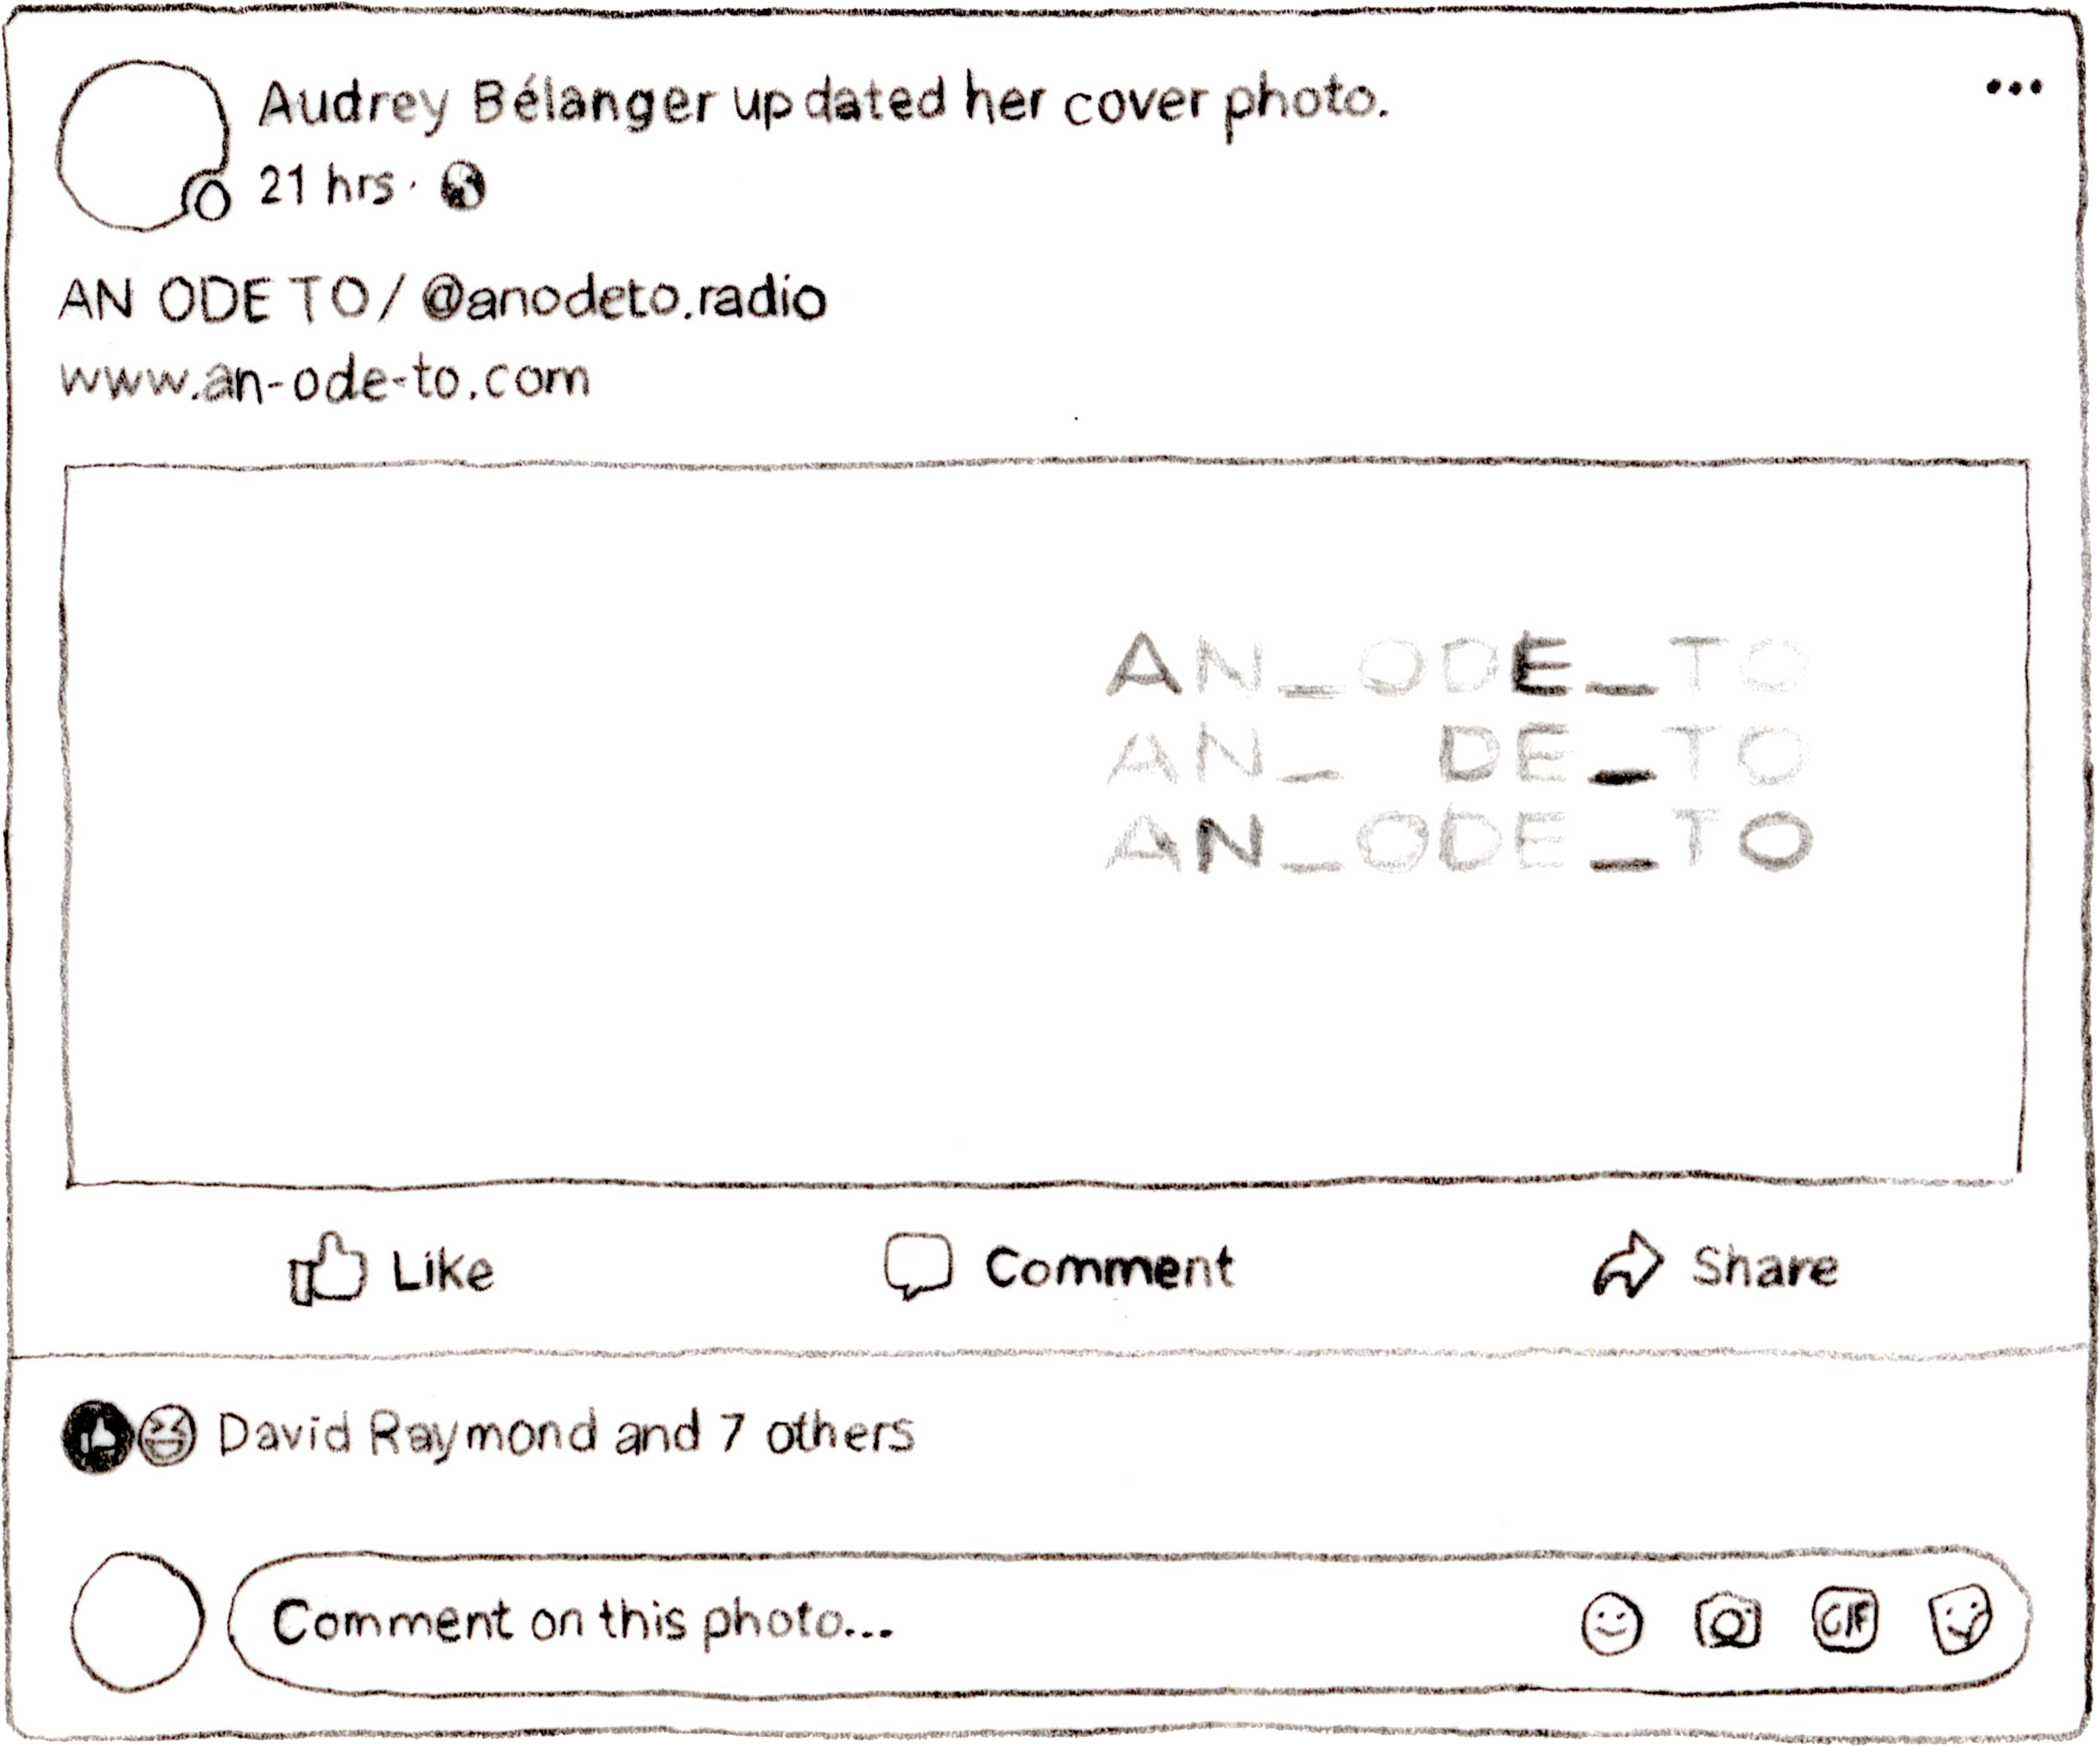 Audrey Bélanger updated her cover photo.
21 hrs ·
AN ODE TO / @anodeto.radio
www.an-ode-to.com
AN_ODE_TO
AN_ DE_TO
AN_ODE_TO
Like
Comment
Share
David Raymond and 7 others
Comment on this photo...
GIF